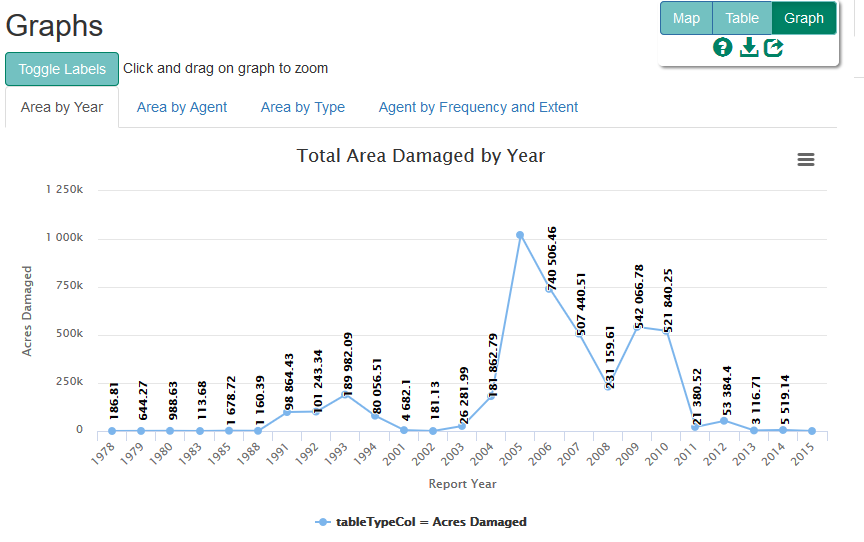 Graphs
Map Table Graph
Toggle Labels Click and drag on graph to zoom
Area by Year Area by Agent Area by Type Agent by Frequency and Extent
Total Area Damaged by Year
Acres Damaged
1 250k
1 000k
750k
500k
250k
0
186.81
644.27
988.63
113.68
1 678.72
1 160.39
98 864.43
101 243.34
189 982.09
80 056.51
4 682.1
181.13
26 281.99
181 862.79
740 506.46
507 440.51
231 159.61
542 066.78
521 840.25
21 380.52
53 384.4
3 116.71
5 519.14
1978 1979 1980 1983 1985 1988 1991 1992 1993 1994 2001 2002 2003 2004 2005 2006 2007 2008 2009 2010 2011 2012 2013 2014 2015
Report Year
tableTypeCol = Acres Damaged